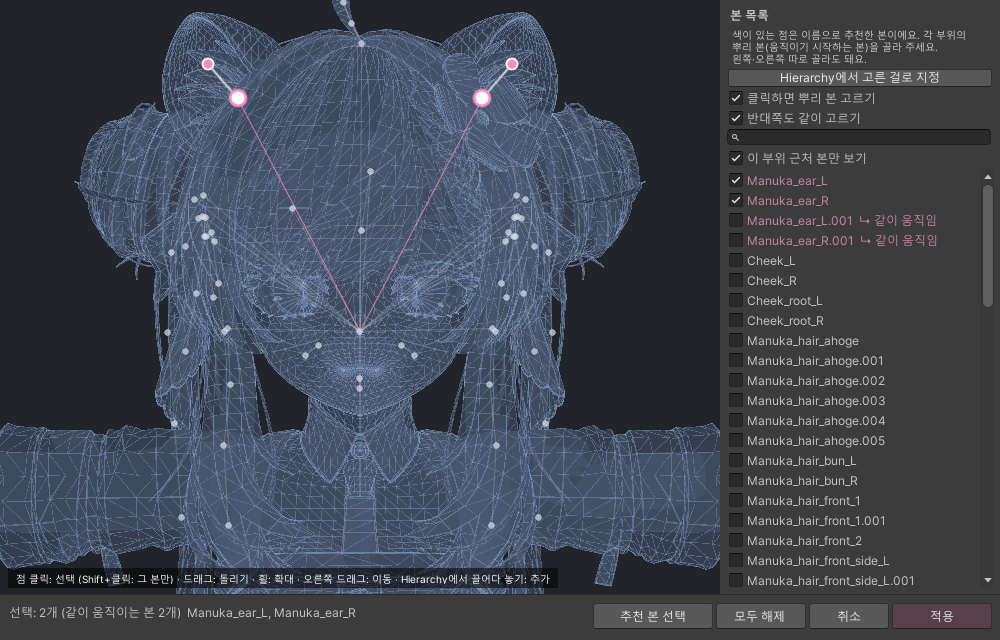 본 목록
색이 있는 점은 이름으로 추천한 본이에요. 각 부위의
뿌리 본(움직이기 시작하는 본)을 골라 주세요.
왼쪽·오른쪽 따로 골라도 돼요.
Hierarchy에서 고른 걸로 지정
클릭하면 뿌리 본 고르기
반대쪽도 같이 고르기
이 부위 근처 본만 보기
Manuka_ear_L
Manuka_ear_R
Manuka_ear_L.001 ↳ 같이 움직임
Manuka_ear_R.001 ↳ 같이 움직임
Cheek_L
Cheek_R
Cheek_root_L
Cheek_root_R
Manuka_hair_ahoge
Manuka_hair_ahoge.001
Manuka_hair_ahoge.002
Manuka_hair_ahoge.003
Manuka_hair_ahoge.004
Manuka_hair_ahoge.005
Manuka_hair_bun_L
Manuka_hair_bun_R
Manuka_hair_front_1
Manuka_hair_front_1.001
Manuka_hair_front_2
Manuka_hair_front_side_L
Manuka_hair_front_side_L.001
점 클릭: 선택 (Shift+클릭: 그 본만) · 드래그: 돌리기 · 휠: 확대 · 오른쪽 드래그: 이동 · Hierarchy에서 끌어다 놓기: 추가
선택: 2개 (같이 움직이는 본 2개) Manuka_ear_L, Manuka_ear_R
추천 본 선택
모두 해제
취소
적용